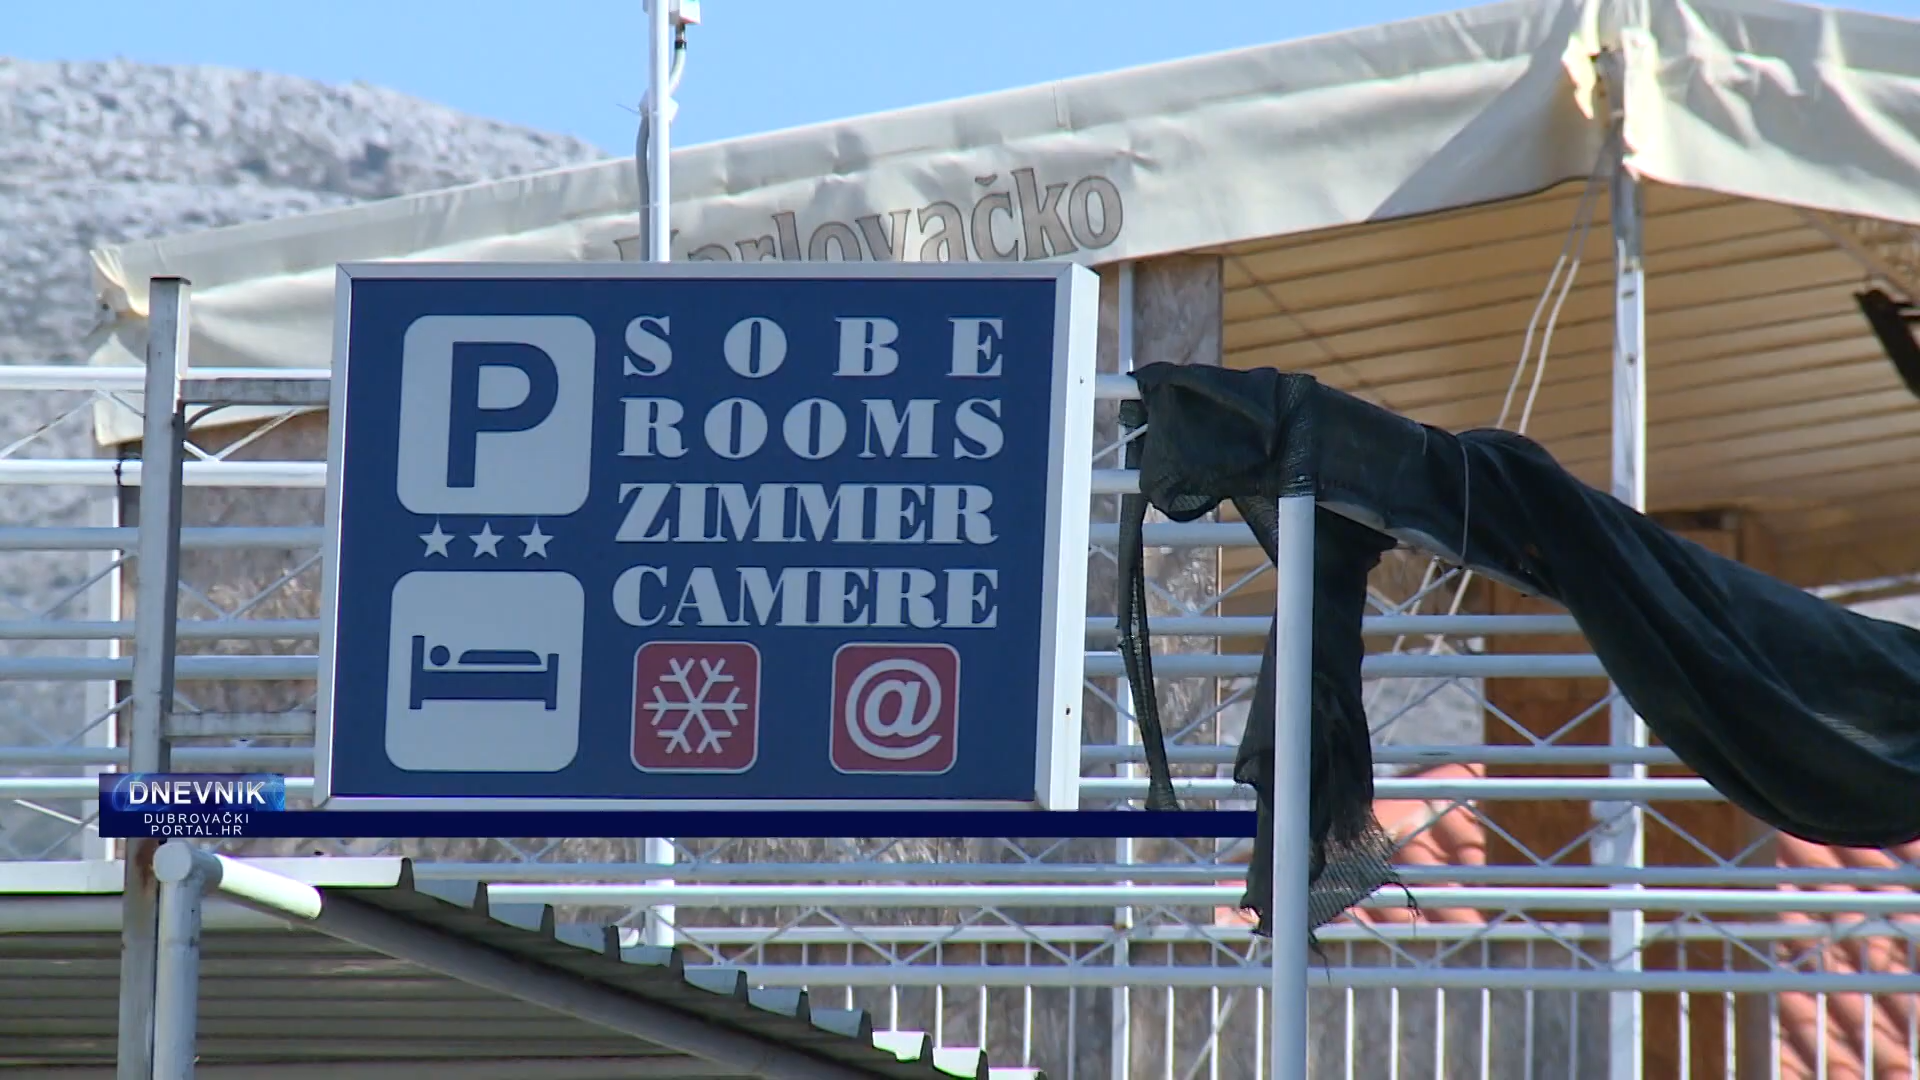 Karlovačko
P
SOBE
ROOMS
ZIMMER
CAMERE
@
DNEVNIK
DUBROVAČKI
PORTAL.HR